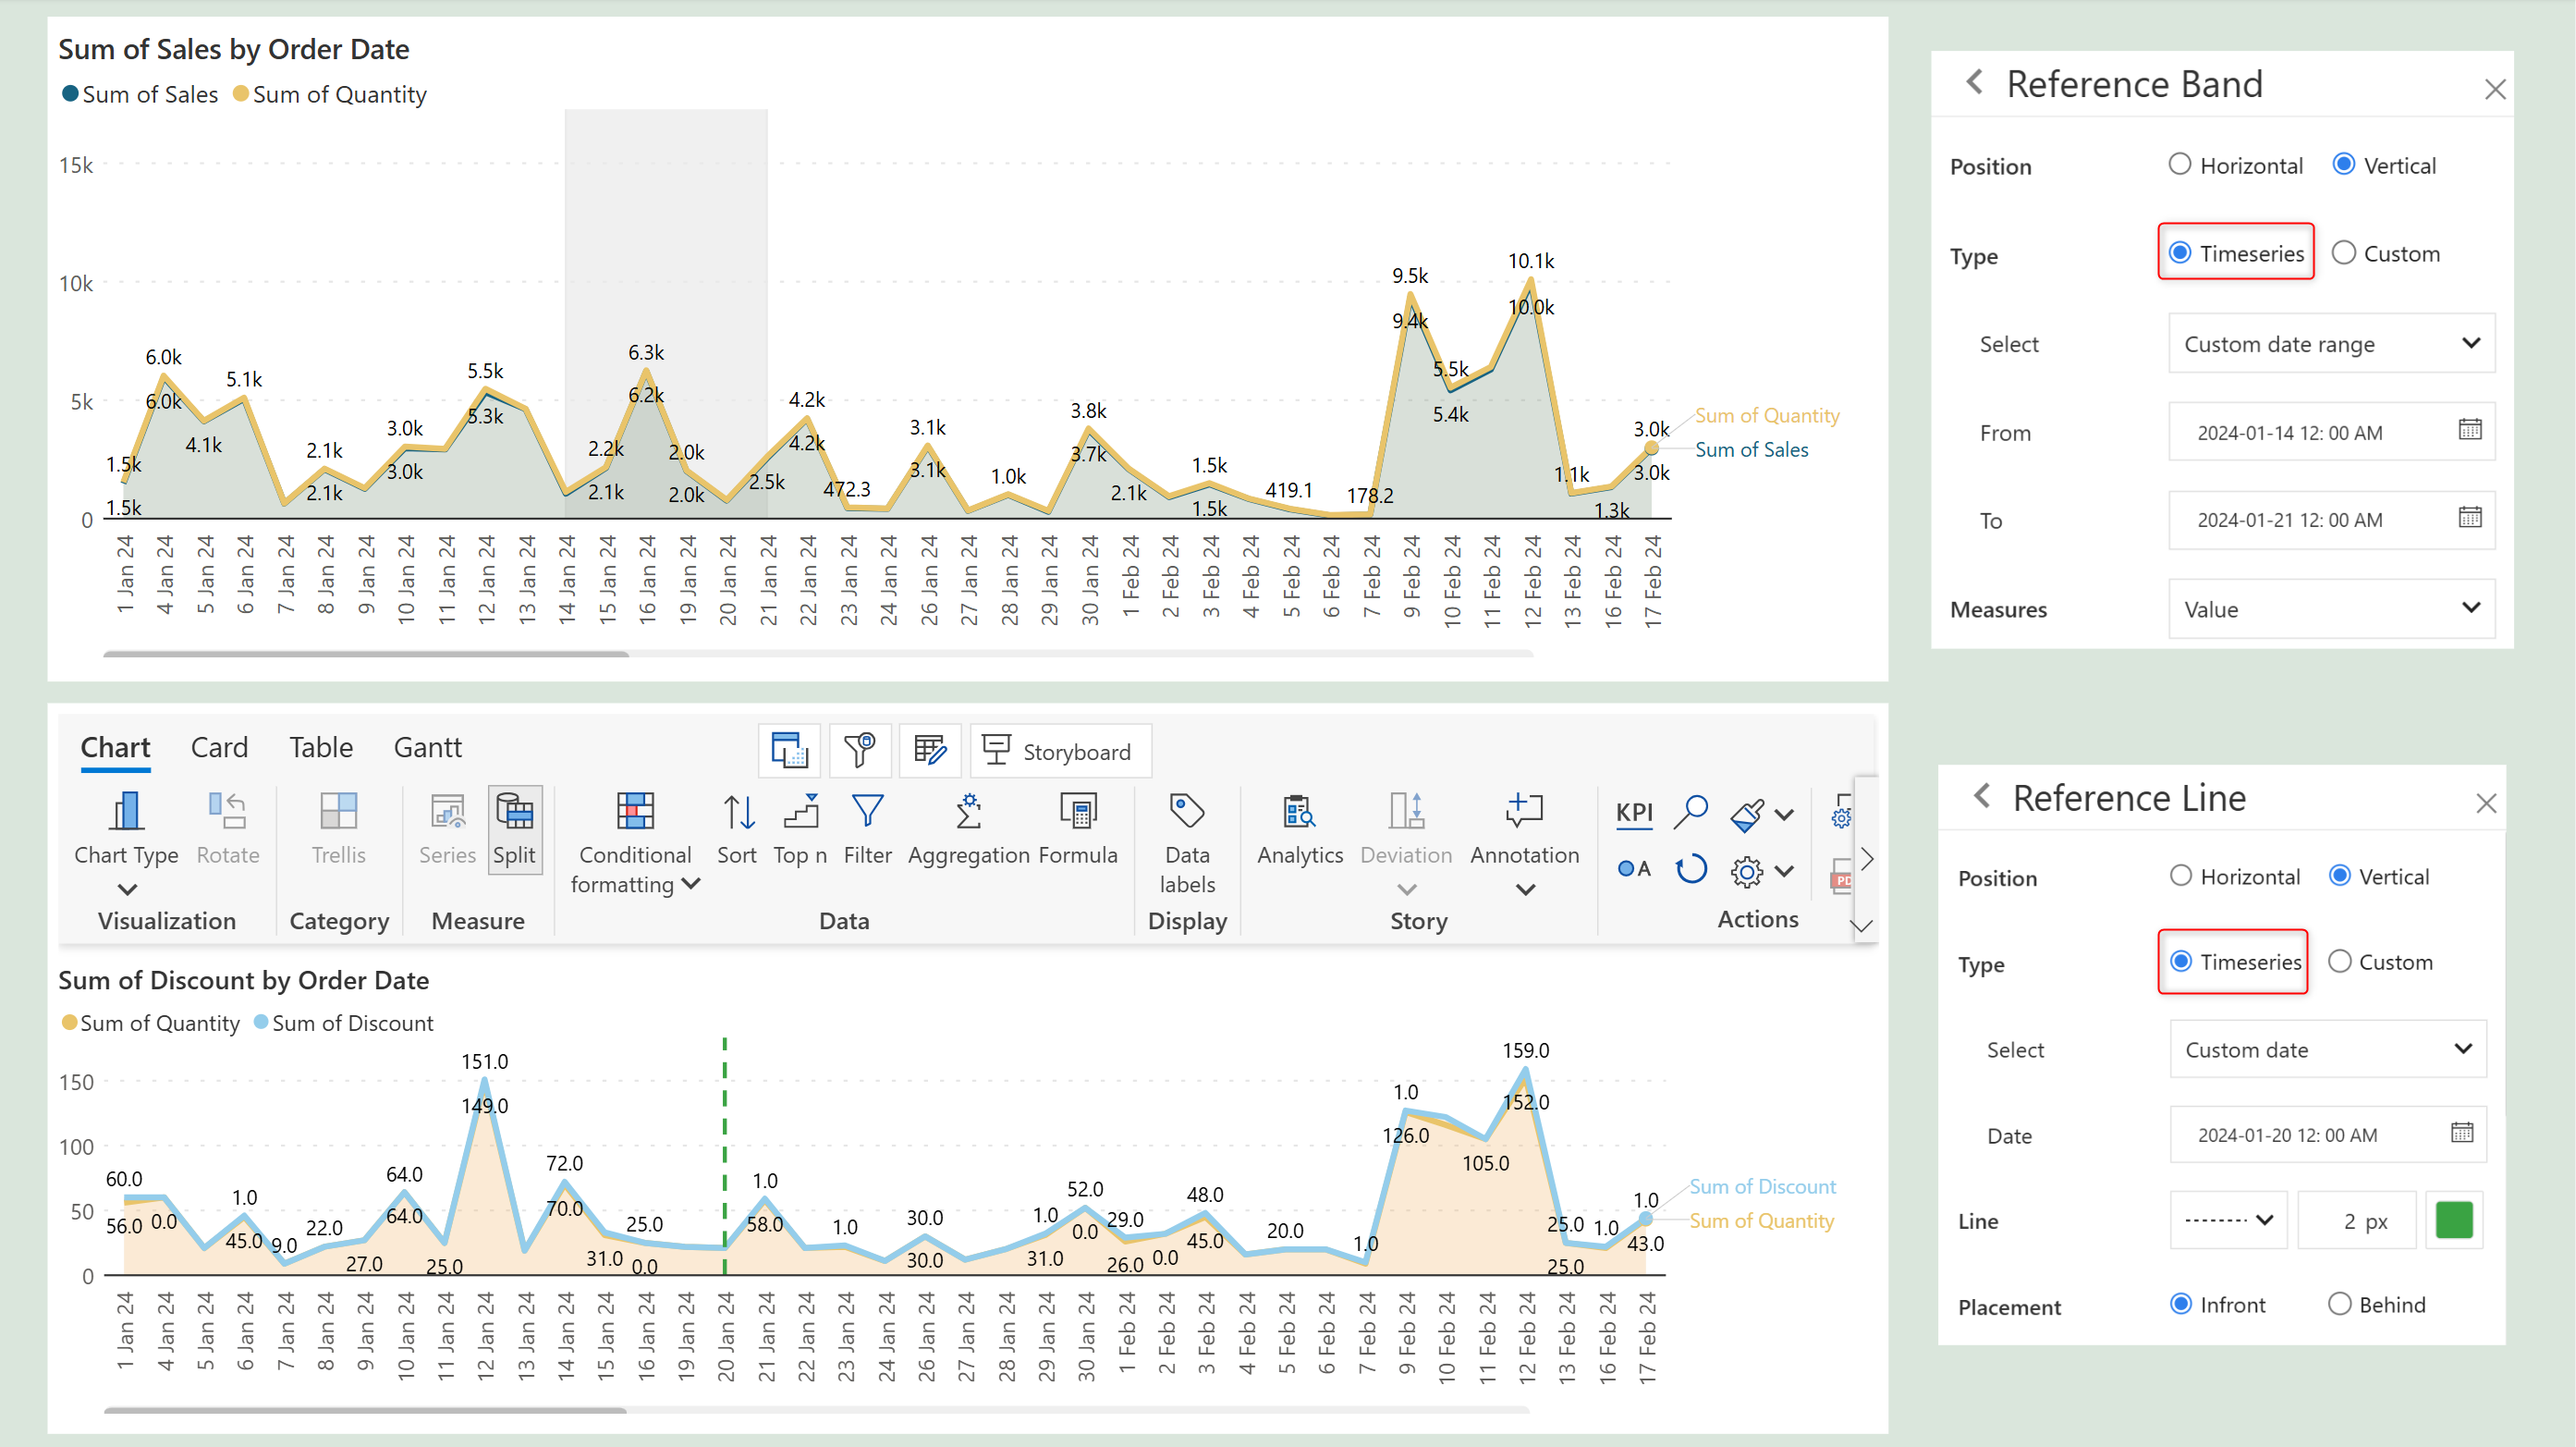 Sum of Sales by Order Date
Sum of Sales Sum of Quantity
15k
10k
5k
0
1.5k
1.5k
6.0k
6.0k
4.1k
5.1k
2.1k
2.1k
3.0k
3.0k
5.5k
5.3k
2.2k
2.1k
6.3k
6.2k
2.0k
2.0k
2.5k
4.2k
4.2k
472.3
3.1k
3.1k
1.0k
3.8k
3.7k
2.1k
1.5k
1.5k
419.1
178.2
9.5k
9.4k
5.5k
5.4k
10.1k
10.0k
1.1k
1.3k
3.0k
3.0k
Sum of Quantity
Sum of Sales
1 Jan 24
4 Jan 24
5 Jan 24
6 Jan 24
7 Jan 24
8 Jan 24
9 Jan 24
10 Jan 24
11 Jan 24
12 Jan 24
13 Jan 24
14 Jan 24
15 Jan 24
16 Jan 24
19 Jan 24
20 Jan 24
21 Jan 24
22 Jan 24
23 Jan 24
24 Jan 24
26 Jan 24
27 Jan 24
28 Jan 24
29 Jan 24
30 Jan 24
1 Feb 24
2 Feb 24
3 Feb 24
4 Feb 24
5 Feb 24
6 Feb 24
7 Feb 24
9 Feb 24
10 Feb 24
11 Feb 24
12 Feb 24
13 Feb 24
16 Feb 24
17 Feb 24
Reference Band
Position Horizontal Vertical
Type Timeseries Custom
Select Custom date range
From 2024-01-14 12: 00 AM
To 2024-01-21 12: 00 AM
Measures Value
Chart Card Table Gantt Storyboard
Chart Type Rotate Trellis Series Split Conditional formatting Sort Top n Filter Aggregation Formula Data labels Analytics Deviation Annotation KPI
A
PD
Visualization Category Measure Data Display Story Actions
Sum of Discount by Order Date
Sum of Quantity Sum of Discount
150
100
50
0
60.0
56.0
0.0
1.0
45.0
9.0
22.0
27.0
64.0
64.0
25.0
151.0
149.0
72.0
70.0
31.0
25.0
0.0
1.0
58.0
1.0
30.0
30.0
1.0
31.0
52.0
0.0
29.0
26.0
0.0
48.0
45.0
20.0
1.0
1.0
126.0
105.0
159.0
152.0
25.0
25.0
1.0
1.0
43.0
Sum of Discount
Sum of Quantity
1 Jan 24
4 Jan 24
5 Jan 24
6 Jan 24
7 Jan 24
8 Jan 24
9 Jan 24
10 Jan 24
11 Jan 24
12 Jan 24
13 Jan 24
14 Jan 24
15 Jan 24
16 Jan 24
19 Jan 24
20 Jan 24
21 Jan 24
22 Jan 24
23 Jan 24
24 Jan 24
26 Jan 24
27 Jan 24
28 Jan 24
29 Jan 24
30 Jan 24
1 Feb 24
2 Feb 24
3 Feb 24
4 Feb 24
5 Feb 24
6 Feb 24
7 Feb 24
9 Feb 24
10 Feb 24
11 Feb 24
12 Feb 24
13 Feb 24
16 Feb 24
17 Feb 24
Reference Line
Position Horizontal Vertical
Type Timeseries Custom
Select Custom date
Date 2024-01-20 12: 00 AM
Line 2 px
Placement Infront Behind